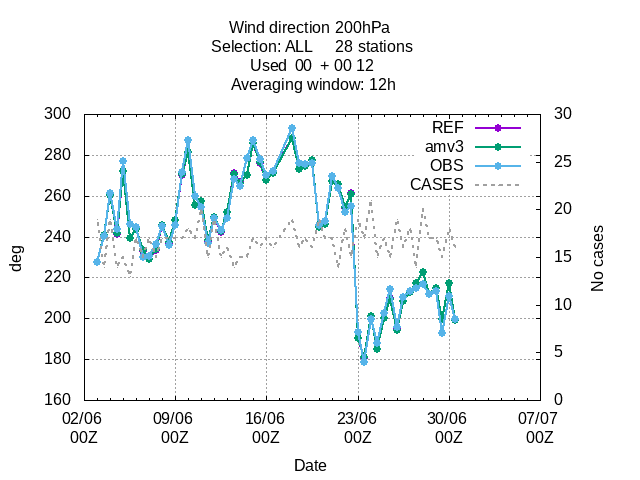 Wind direction 200hPa
Selection: ALL     28 stations
Used  00  + 00 12
Averaging window: 12h
300
280
260
240
220
200
180
160
deg
30
25
20
15
10
5
0
No cases
REF
amv3
OBS
CASES
02/06 09/06 16/06 23/06 30/06 07/07
00Z 00Z 00Z 00Z 00Z 00Z
Date